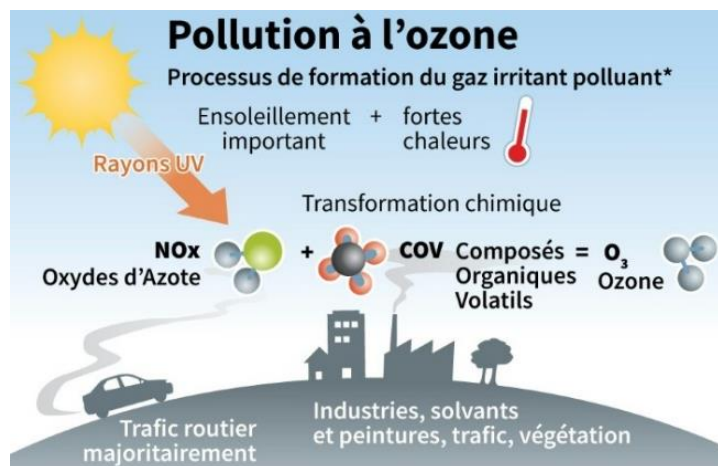 Pollution à l'ozone
Processus de formation du gaz irritant polluant*
Ensoleillement + fortes
important chaleurs
Rayons UV
Transformation chimique
NOx + COV Composés = O₃
Oxydes d'Azote Organiques Ozone
Volatils
Trafic routier
majoritairement
Industries, solvants
et peintures, trafic, végétation